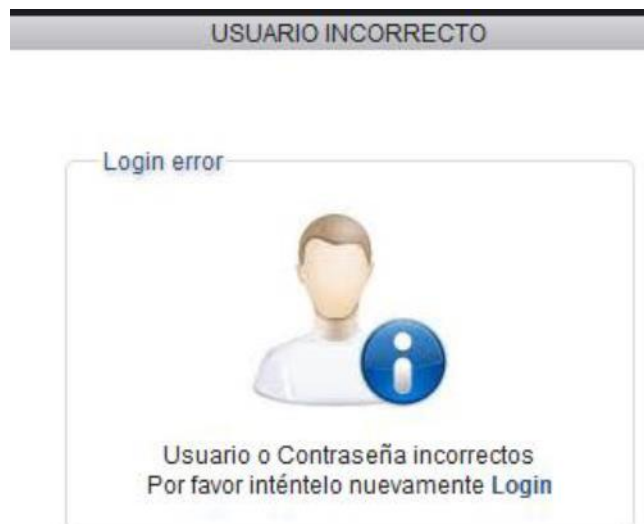 USUARIO INCORRECTO
Login error
Usuario o Contraseña incorrectos
Por favor inténtelo nuevamente Login